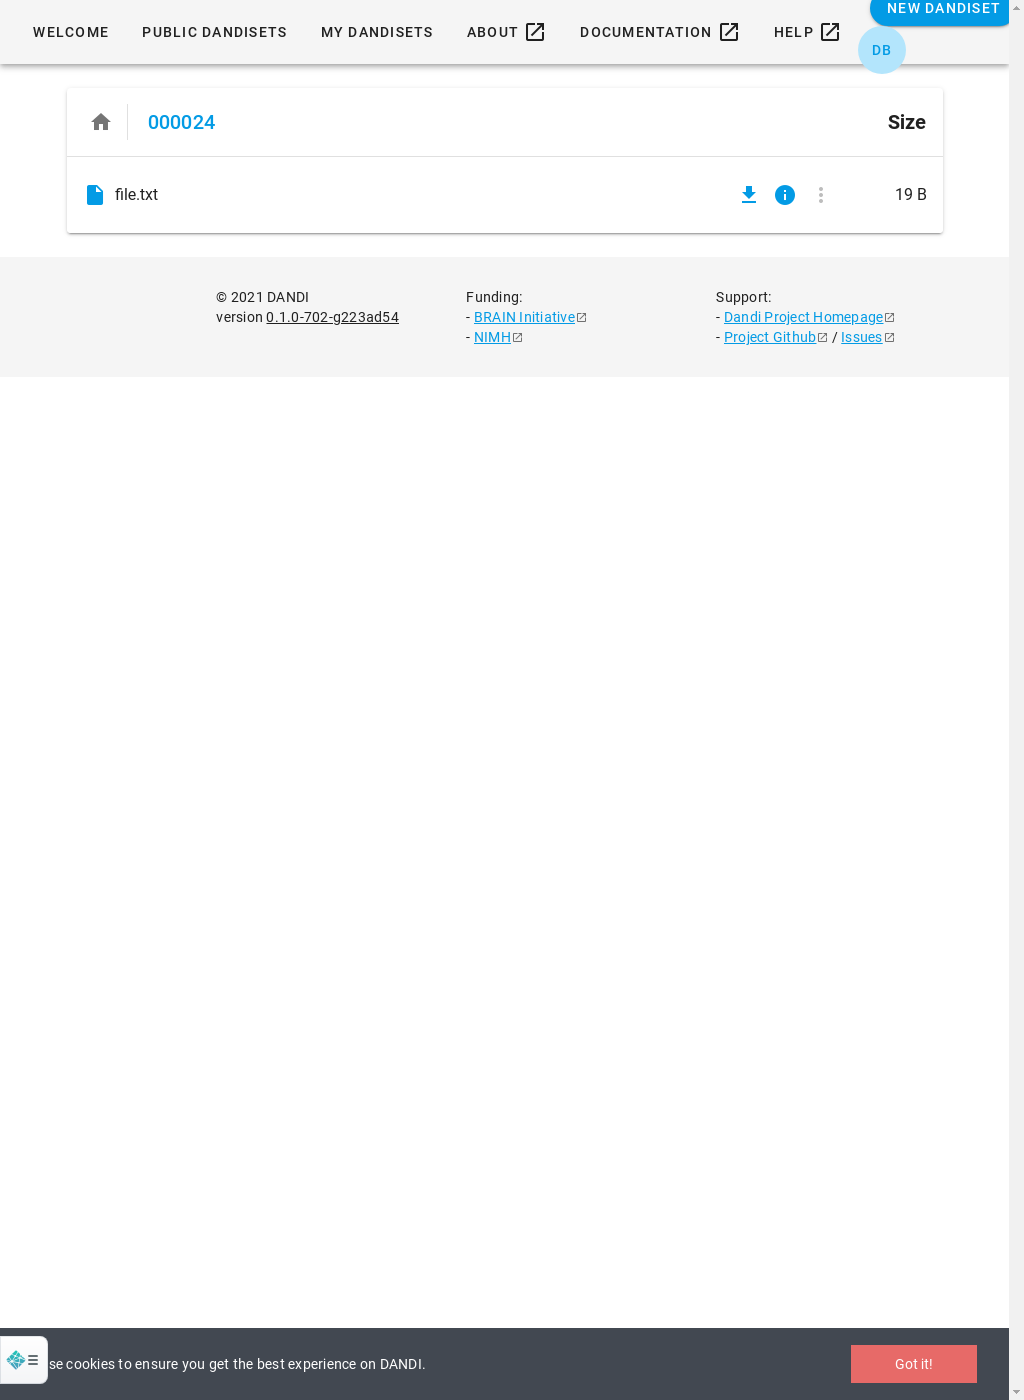 NEW DANDISET
WELCOME PUBLIC DANDISETS MY DANDISETS ABOUT DOCUMENTATION HELP
DB
000024 Size
file.txt 19 B
© 2021 DANDI
version 0.1.0-702-g223ad54
Funding:
- BRAIN Initiative
- NIMH
Support:
- Dandi Project Homepage
- Project Github / Issues
se cookies to ensure you get the best experience on DANDI.
Got it!